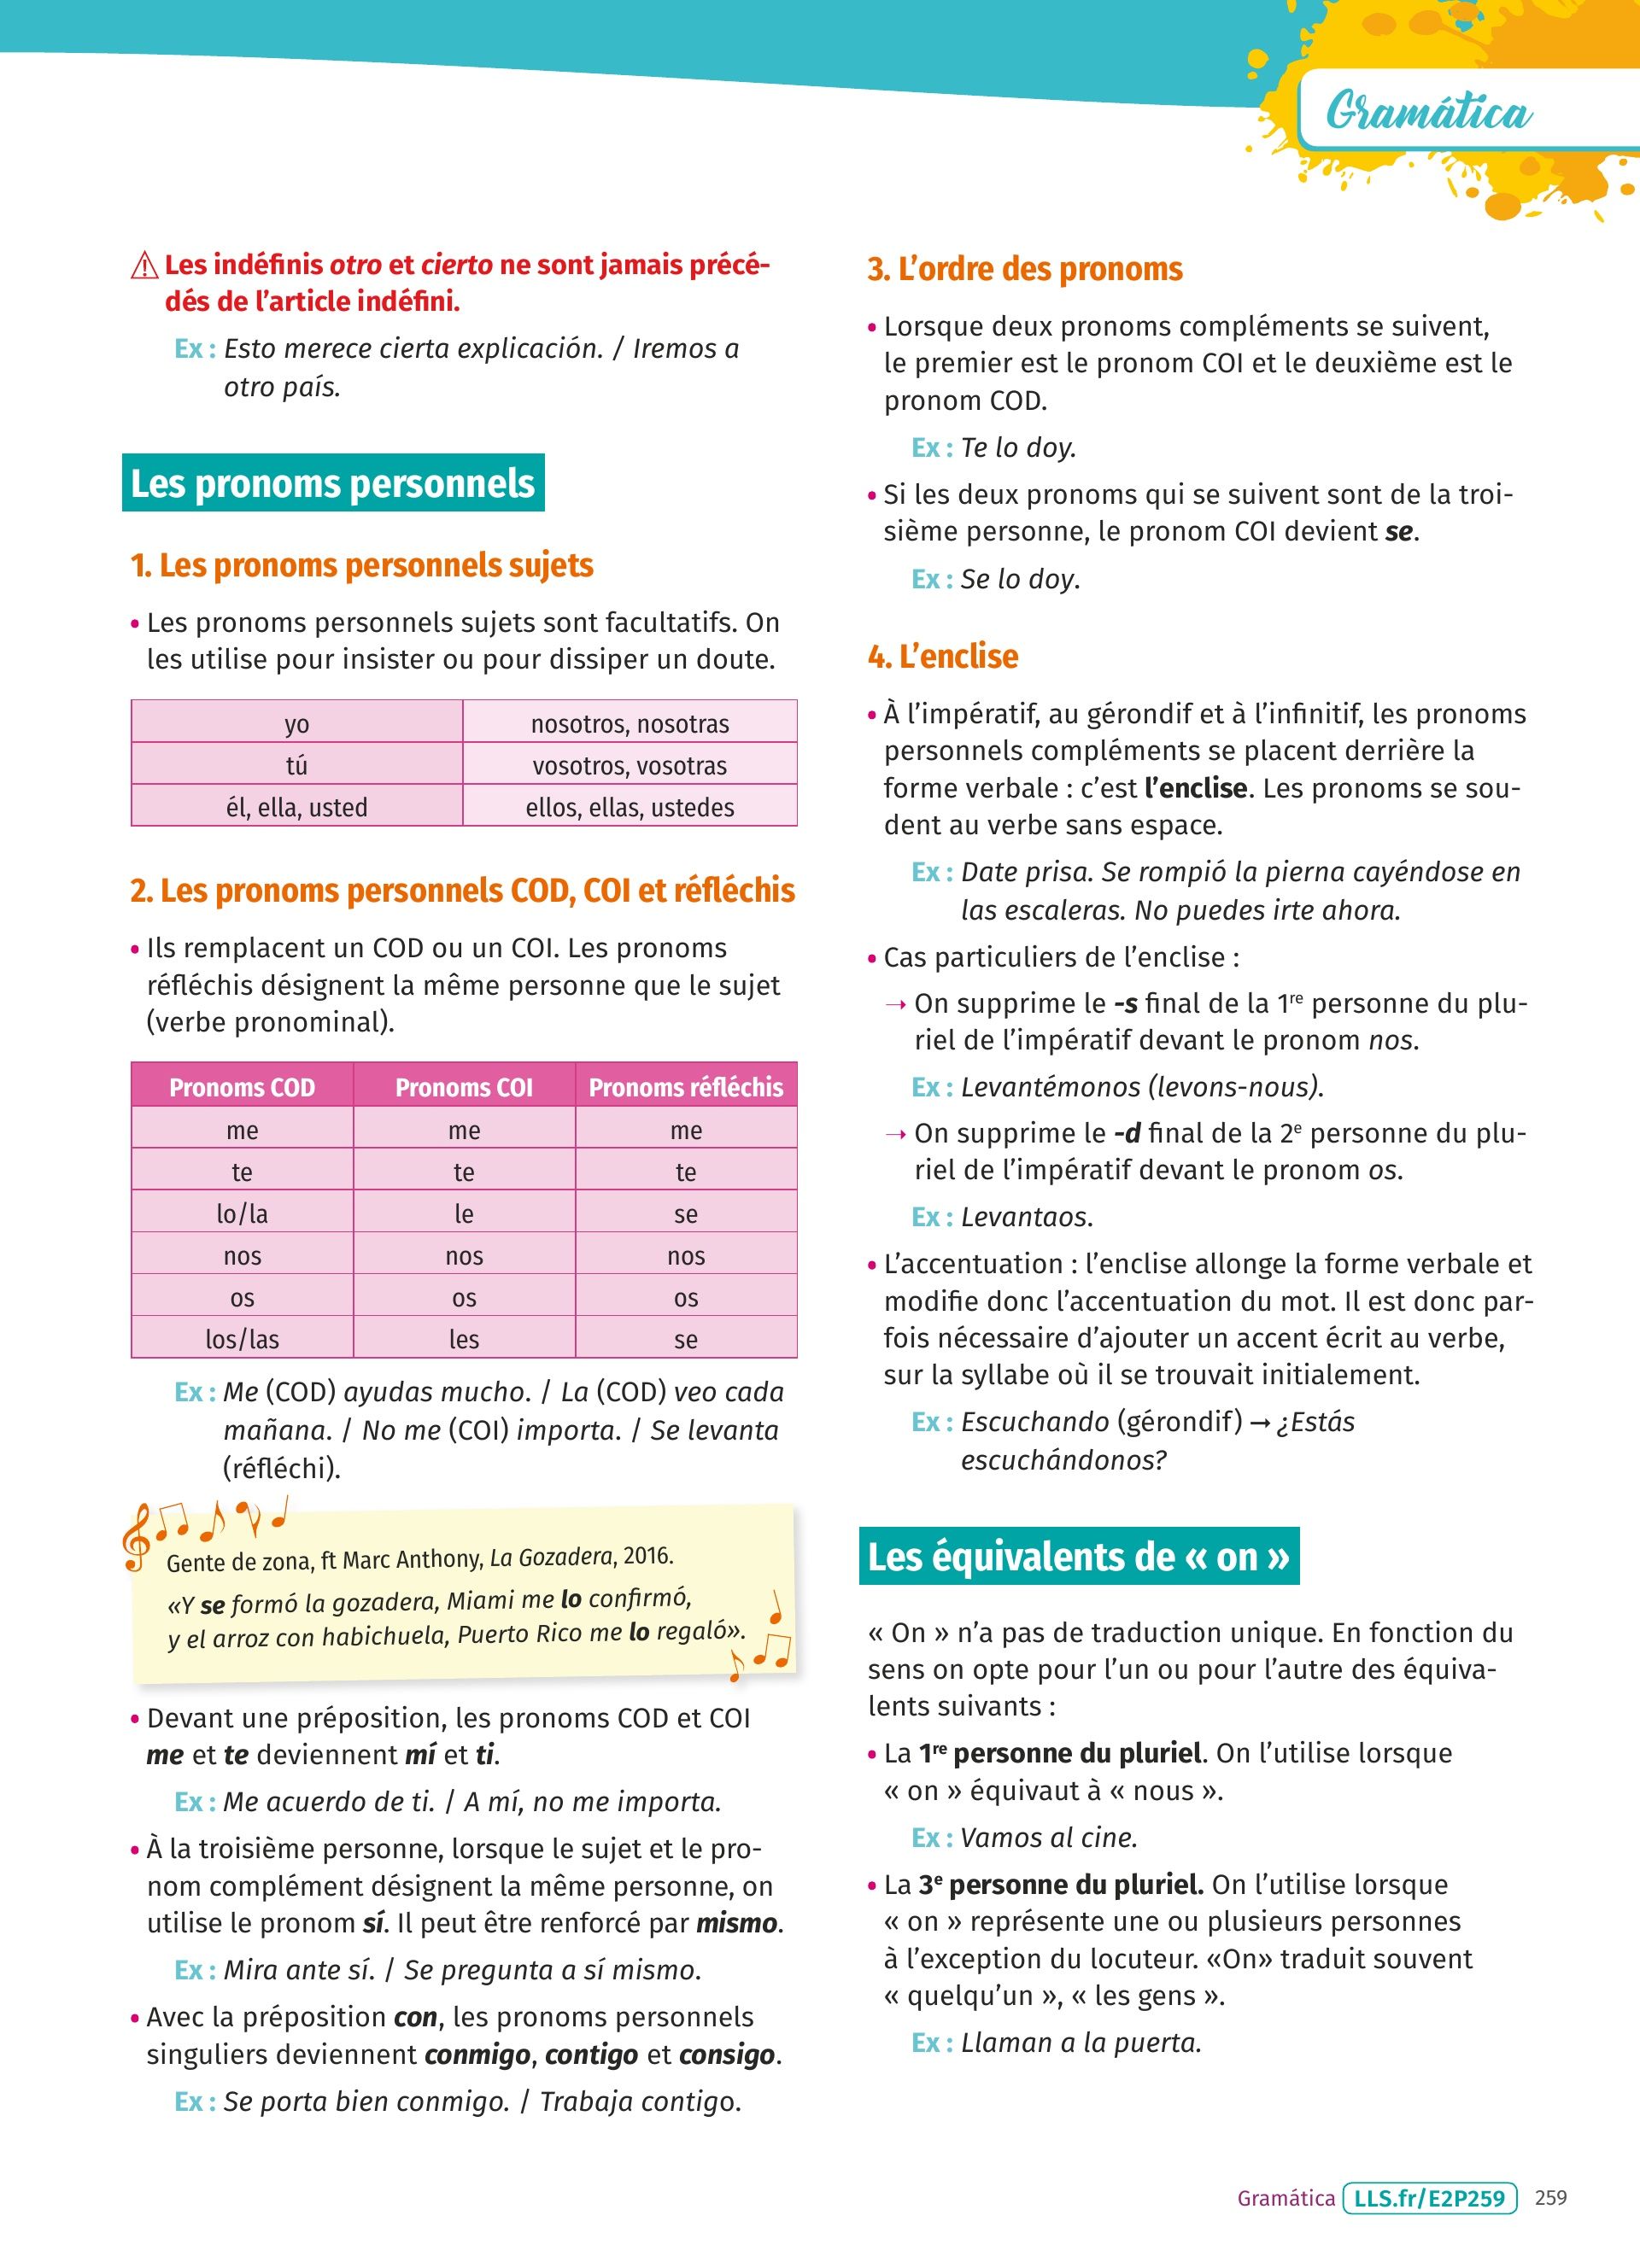 Gramática
⚠ Les indéfinis otro et cierto ne sont jamais précé-
dés de l’article indéfini.
Ex : Esto merece cierta explicación. / Iremos a
otro país.
Les pronoms personnels
1. Les pronoms personnels sujets
• Les pronoms personnels sujets sont facultatifs. On
les utilise pour insister ou pour dissiper un doute.
yo nosotros, nosotras
tú vosotros, vosotras
él, ella, usted ellos, ellas, ustedes
2. Les pronoms personnels COD, COI et réfléchis
• Ils remplacent un COD ou un COI. Les pronoms
réfléchis désignent la même personne que le sujet
(verbe pronominal).
Pronoms COD Pronoms COI Pronoms réfléchis
me me me
te te te
lo/la le se
nos nos nos
os os os
los/las les se
Ex : Me (COD) ayudas mucho. / La (COD) veo cada
mañana. / No me (COI) importa. / Se levanta
(réfléchi).
Gente de zona, ft Marc Anthony, La Gozadera, 2016.
«Y se formó la gozadera, Miami me lo confirmó,
y el arroz con habichuela, Puerto Rico me lo regaló».
• Devant une préposition, les pronoms COD et COI
me et te deviennent mí et ti.
Ex : Me acuerdo de ti. / A mí, no me importa.
• À la troisième personne, lorsque le sujet et le pro-
nom complément désignent la même personne, on
utilise le pronom sí. Il peut être renforcé par mismo.
Ex : Mira ante sí. / Se pregunta a sí mismo.
• Avec la préposition con, les pronoms personnels
singuliers deviennent conmigo, contigo et consigo.
Ex : Se porta bien conmigo. / Trabaja contigo.
3. L’ordre des pronoms
• Lorsque deux pronoms compléments se suivent,
le premier est le pronom COI et le deuxième est le
pronom COD.
Ex : Te lo doy.
• Si les deux pronoms qui se suivent sont de la troi-
sième personne, le pronom COI devient se.
Ex : Se lo doy.
4. L’enclise
• À l’impératif, au gérondif et à l’infinitif, les pronoms
personnels compléments se placent derrière la
forme verbale : c’est l’enclise. Les pronoms se sou-
dent au verbe sans espace.
Ex : Date prisa. Se rompió la pierna cayéndose en
las escaleras. No puedes irte ahora.
• Cas particuliers de l’enclise :
→ On supprime le -s final de la 1re personne du plu-
riel de l’impératif devant le pronom nos.
Ex : Levantémonos (levons-nous).
→ On supprime le -d final de la 2e personne du plu-
riel de l’impératif devant le pronom os.
Ex : Levantaos.
• L’accentuation : l’enclise allonge la forme verbale et
modifie donc l’accentuation du mot. Il est donc par-
fois nécessaire d’ajouter un accent écrit au verbe,
sur la syllabe où il se trouvait initialement.
Ex : Escuchando (gérondif) → ¿Estás
escuchándonos?
Les équivalents de « on »
« On » n’a pas de traduction unique. En fonction du
sens on opte pour l’un ou pour l’autre des équiva-
lents suivants :
• La 1re personne du pluriel. On l’utilise lorsque
« on » équivaut à « nous ».
Ex : Vamos al cine.
• La 3e personne du pluriel. On l’utilise lorsque
« on » représente une ou plusieurs personnes
à l’exception du locuteur. «On» traduit souvent
« quelqu’un », « les gens ».
Ex : Llaman a la puerta.
Gramática LLS.fr/E2P259 259